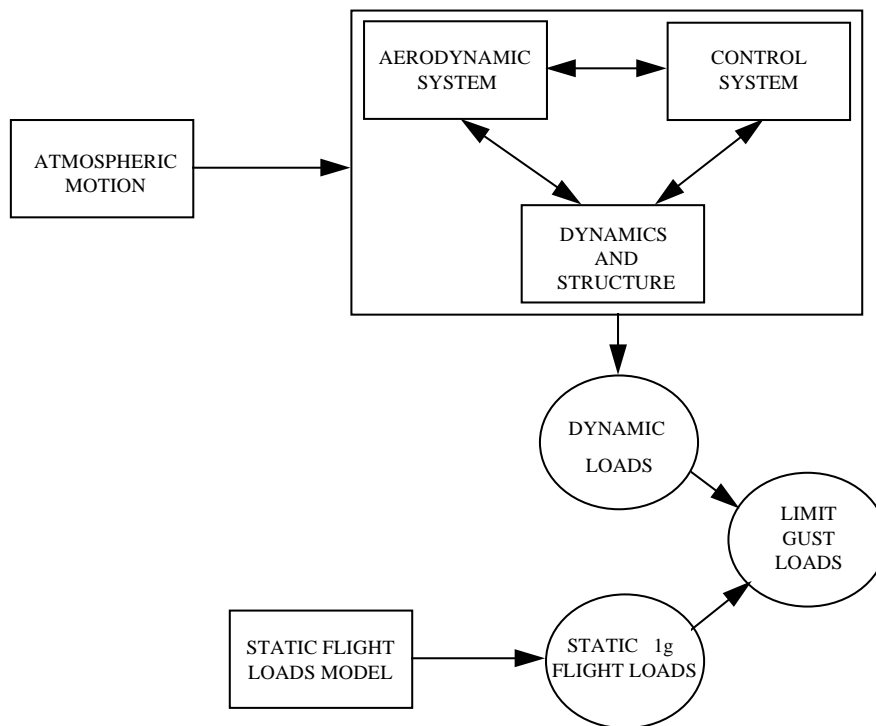 AERODYNAMIC
SYSTEM
CONTROL
SYSTEM
ATMOSPHERIC
MOTION
DYNAMICS
AND
STRUCTURE
DYNAMIC
LOADS
LIMIT
GUST
LOADS
STATIC FLIGHT
LOADS MODEL
STATIC 1g
FLIGHT LOADS